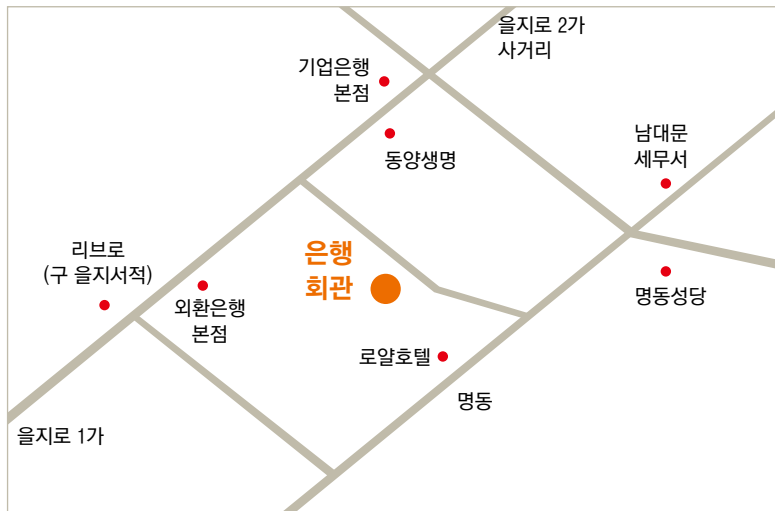 을지로 2가
사거리
기업은행
본점
동양생명
남대문
세무서
리브로
(구 을지서적)
은행
회관
외환은행
본점
명동성당
로얄호텔
명동
을지로 1가